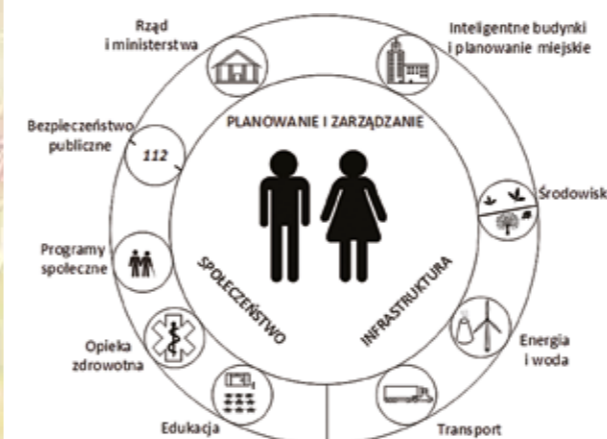 Rząd
i ministerstwa
Inteligentne budynki
i planowanie miejskie
PLANOWANIE I ZARZĄDZANIE
Bezpieczeństwo
publiczne
112
Środowisk
Programy
społeczne
SPOŁECZEŃSTWO
INFRASTRUKTURA
Opieka
zdrowotna
Energia
i woda
Edukacja
Transport